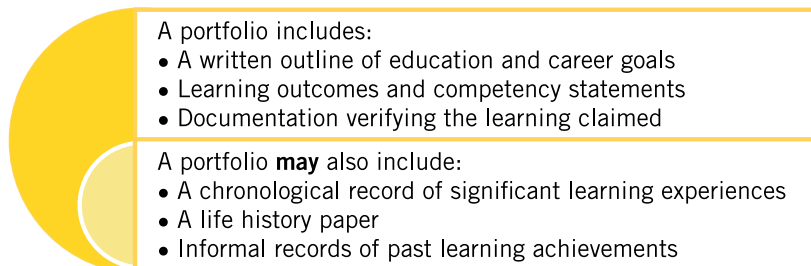 A portfolio includes:
• A written outline of education and career goals
• Learning outcomes and competency statements
• Documentation verifying the learning claimed
A portfolio may also include:
• A chronological record of significant learning experiences
• A life history paper
• Informal records of past learning achievements